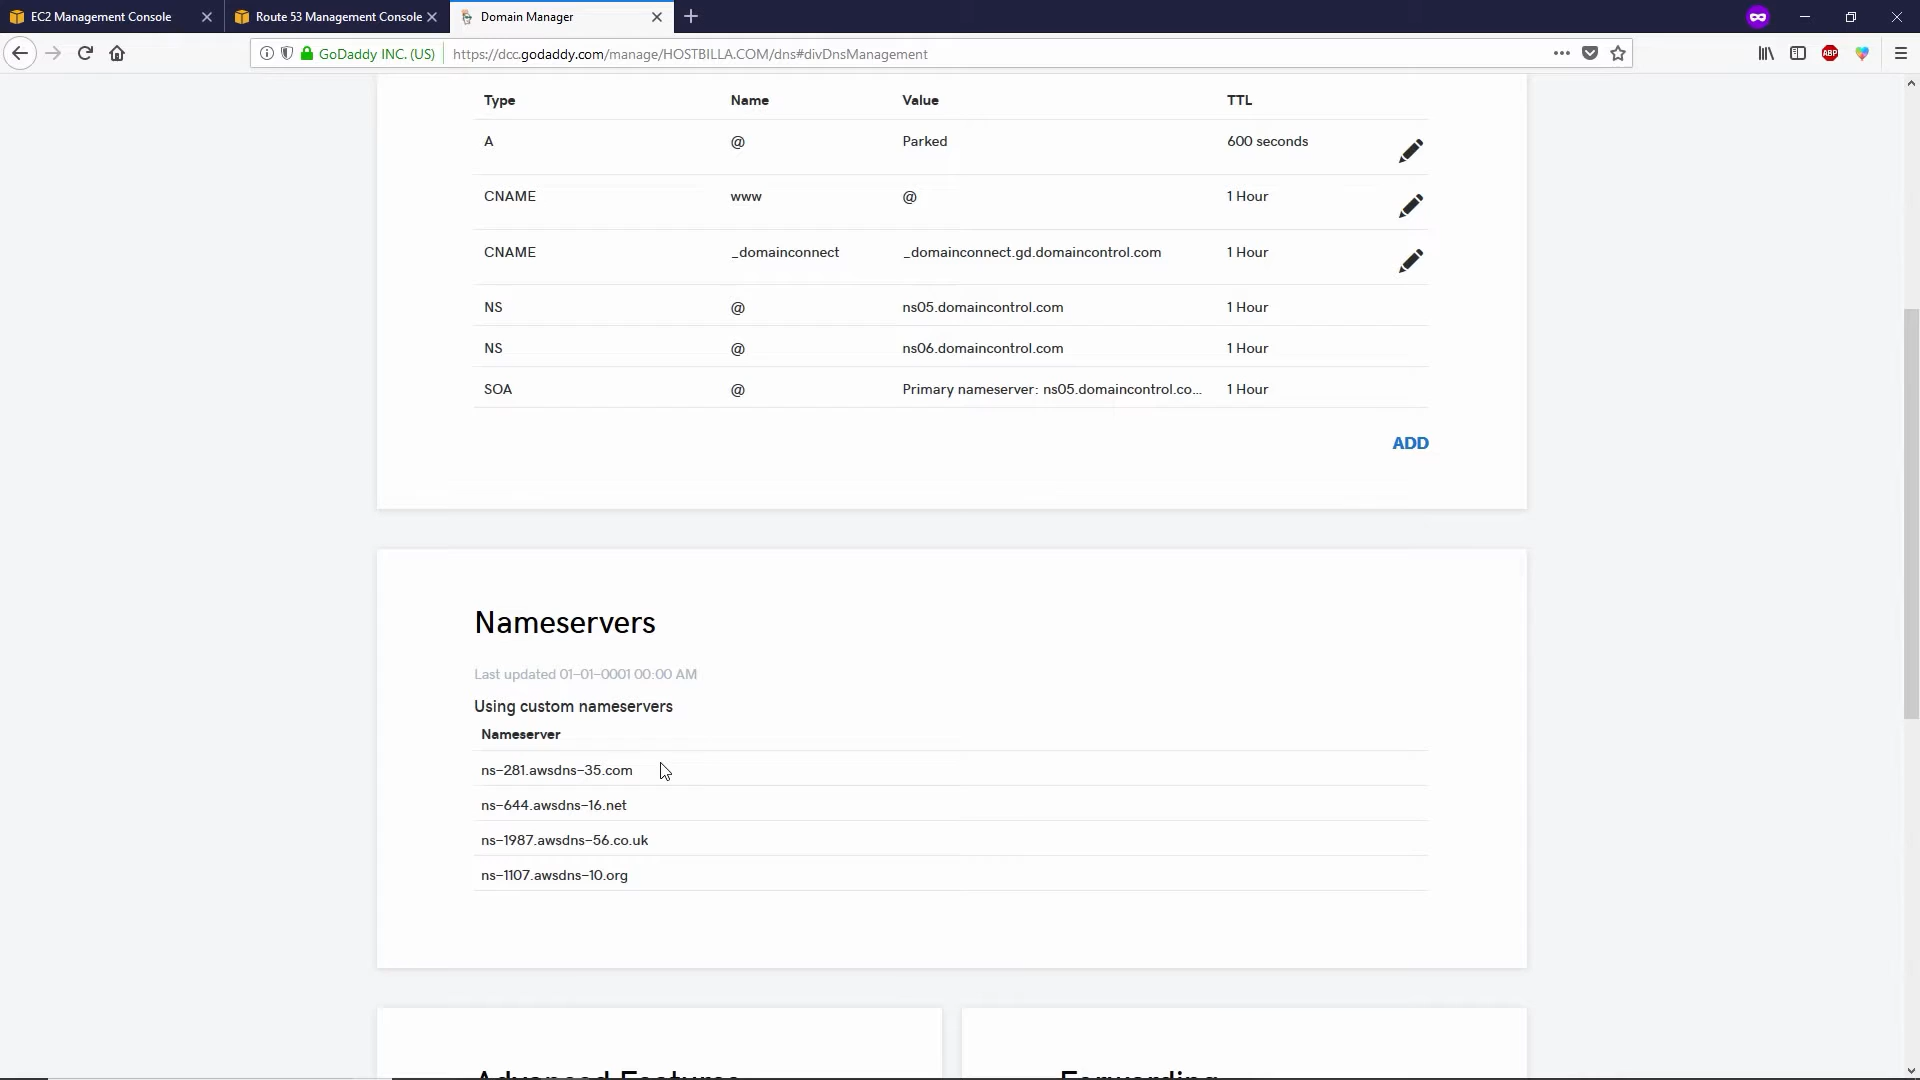 EC2 Management Console
Route 53 Management Console
Domain Manager
GoDaddy INC. (US)
https://dcc.godaddy.com/manage/HOSTBILLA.COM/dns#divDnsManagement
ABP
Type Name Value TTL
A @ Parked 600 seconds
CNAME www @ 1 Hour
CNAME _domainconnect _domainconnect.gd.domaincontrol.com 1 Hour
NS @ ns05.domaincontrol.com 1 Hour
NS @ ns06.domaincontrol.com 1 Hour
SOA @ Primary nameserver: ns05.domaincontrol.co... 1 Hour
ADD
Nameservers
Last updated 01-01-0001 00:00 AM
Using custom nameservers
Nameserver
ns-281.awsdns-35.com
ns-644.awsdns-16.net
ns-1987.awsdns-56.co.uk
ns-1107.awsdns-10.org
Advanced Features
Forwarding